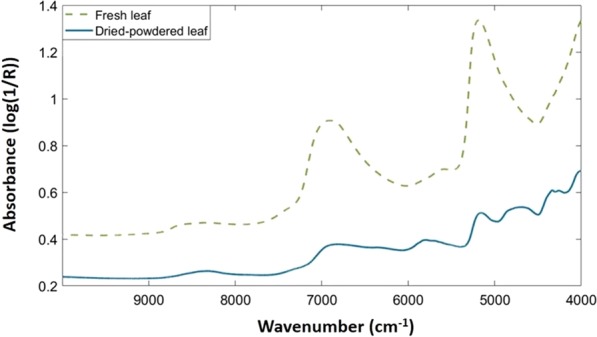 1.4
1.2
1
0.8
0.6
0.4
0.2
Absorbance (log(1/R))
Fresh leaf
Dried-powdered leaf
9000 8000 7000 6000 5000 4000
Wavenumber (cm⁻¹)